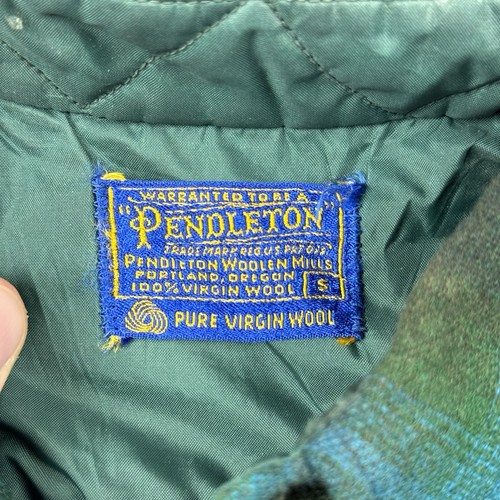 WARRANTED TO BE A
"PENDLETON"
TRADE MARK REG. U.S. PAT. OFF.
PENDLETON WOOLEN MILLS
PORTLAND, OREGON
100% VIRGIN WOOL S
PURE VIRGIN WOOL